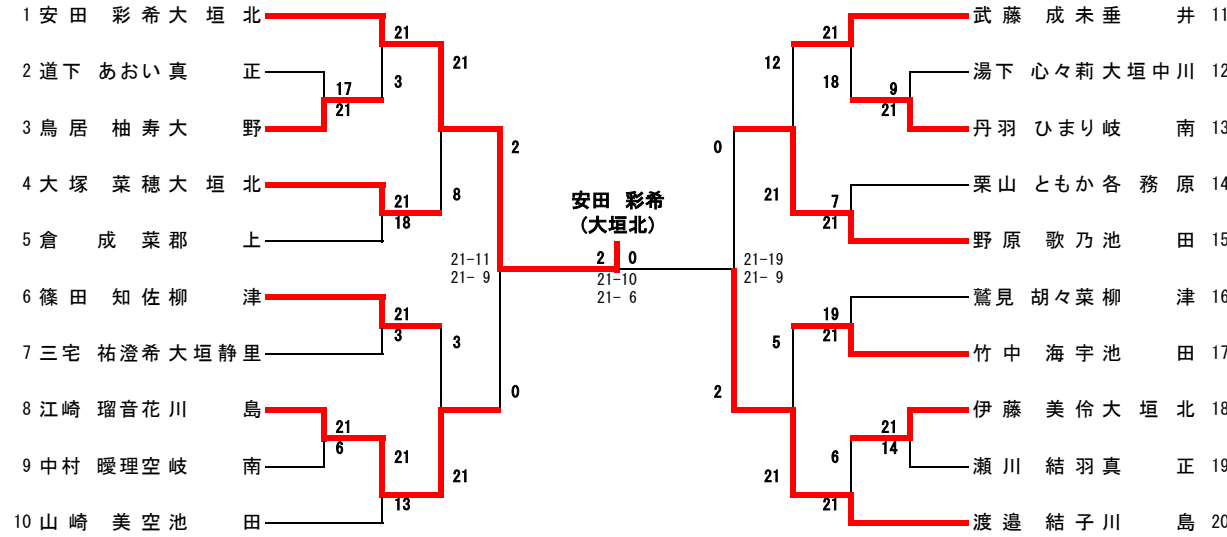 1 安田 彩希 大垣北
2 道下 あおい 真正
3 鳥居 柚寿 大野
4 大塚 菜穂 大垣北
5 倉 成菜 郡上
6 篠田 知佐 柳津
7 三宅 祐澄希 大垣静里
8 江崎 瑠音花 川島
9 中村 曖理空 岐南
10 山崎 美空 池田
21
3
17
21
21
18
21
8
21
3
21
6
21
13
3
21
2
0
21-11
21- 9
安田 彩希
(大垣北)
2 0
21-10
21- 6
21-19
21- 9
0
2
12
21
5
21
21
18
9
21
7
21
19
21
21
14
6
21
武藤 成未 垂井 11
湯下 心々莉 大垣中川 12
丹羽 ひまり 岐南 13
栗山 ともか 各務原 14
野原 歌乃 池田 15
鷲見 胡々菜 柳津 16
竹中 海宇 池田 17
伊藤 美伶 大垣北 18
瀬川 結羽 真正 19
渡邉 結子 川島 20